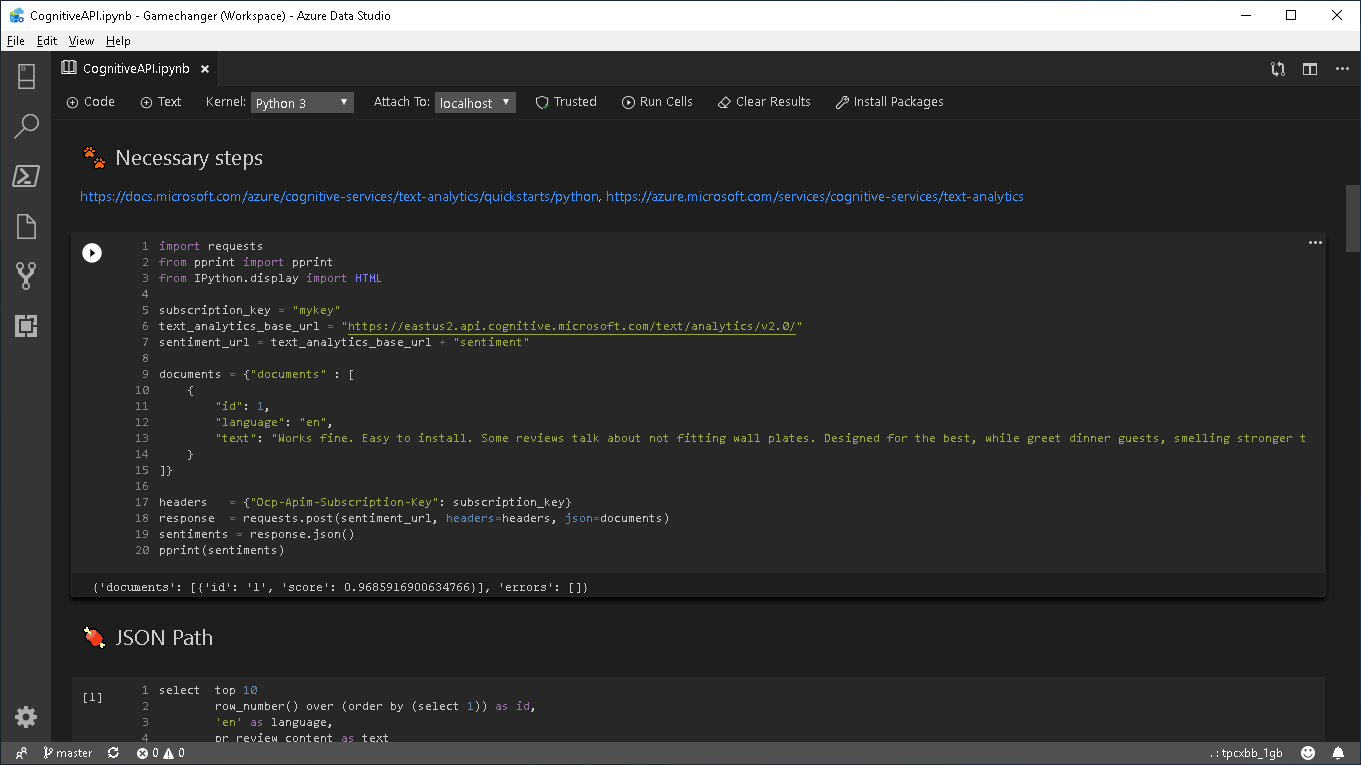 CognitiveAPI.ipynb - Gamechanger (Workspace) - Azure Data Studio
File Edit View Help
CognitiveAPI.ipynb
Code Text Kernel: Python 3 Attach To: localhost Trusted Run Cells Clear Results Install Packages
Necessary steps
https://docs.microsoft.com/azure/cognitive-services/text-analytics/quickstarts/python, https://azure.microsoft.com/services/cognitive-services/text-analytics
1 import requests
2 from pprint import pprint
3 from IPython.display import HTML
4
5 subscription_key = "mykey"
6 text_analytics_base_url = "https://eastus2.api.cognitive.microsoft.com/text/analytics/v2.0/"
7 sentiment_url = text_analytics_base_url + "sentiment"
8
9 documents = {"documents" : [
10 {
11 "id": 1,
12 "language": "en",
13 "text": "Works fine. Easy to install. Some reviews talk about not fitting wall plates. Designed for the best, while greet dinner guests, smelling stronger t
14 }
15 ]}
16
17 headers = {"Ocp-Apim-Subscription-Key": subscription_key}
18 response = requests.post(sentiment_url, headers=headers, json=documents)
19 sentiments = response.json()
20 pprint(sentiments)
{'documents': [{'id': '1', 'score': 0.9685916900634766}], 'errors': []}
JSON Path
[1] 1 select top 10
2 row_number() over (order by (select 1)) as id,
3 'en' as language,
4 pr_review_content as text
master 0 0 .:tpcxbb_1gb